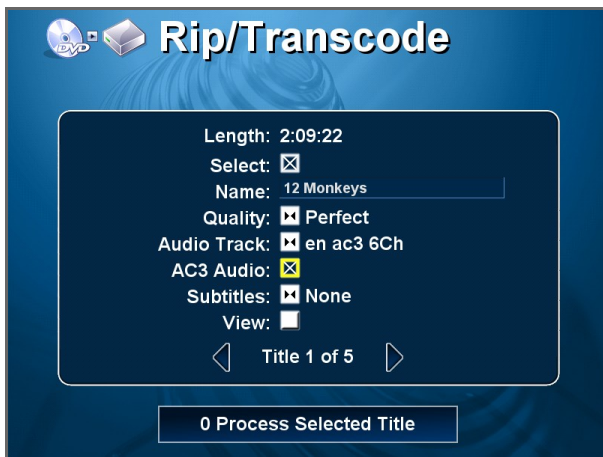 DVD
Rip/Transcode
Length: 2:09:22
Select:
Name: 12 Monkeys
Quality: Perfect
Audio Track: en ac3 6Ch
AC3 Audio:
Subtitles: None
View:
Title 1 of 5
0 Process Selected Title